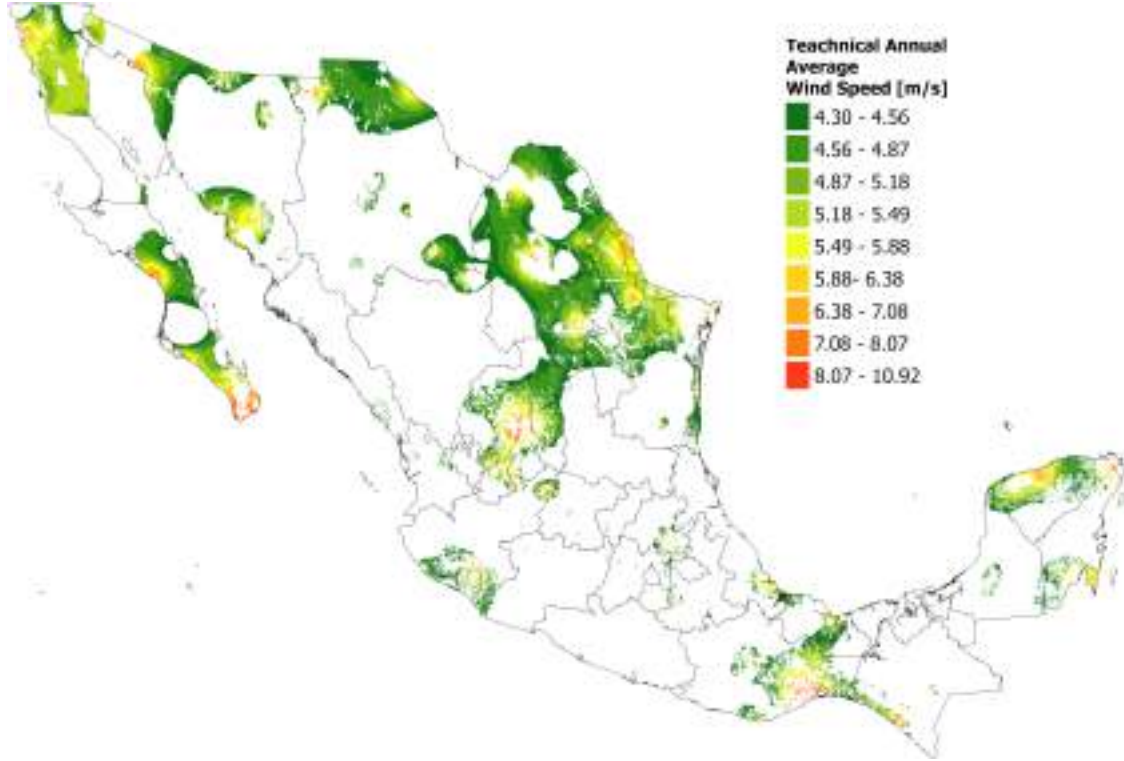 Teachnical Annual
Average
Wind Speed [m/s]
4.30 - 4.56
4.56 - 4.87
4.87 - 5.18
5.18 - 5.49
5.49 - 5.88
5.88- 6.38
6.38 - 7.08
7.08 - 8.07
8.07 - 10.92